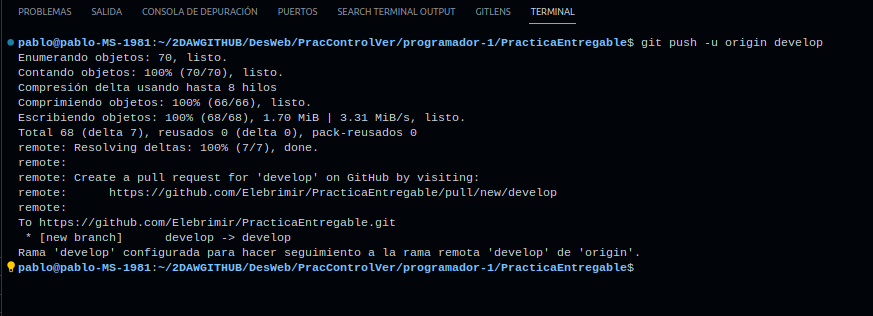 PROBLEMAS SALIDA CONSOLA DE DEPURACIÓN PUERTOS SEARCH TERMINAL OUTPUT GITLENS TERMINAL
pablo@pablo-MS-1981:~/2DAWGITHUB/DesWeb/PracControlVer/programador-1/PracticaEntregable$ git push -u origin develop
Enumerando objetos: 70, listo.
Contando objetos: 100% (70/70), listo.
Compresión delta usando hasta 8 hilos
Comprimiendo objetos: 100% (66/66), listo.
Escribiendo objetos: 100% (68/68), 1.70 MiB | 3.31 MiB/s, listo.
Total 68 (delta 7), reusados 0 (delta 0), pack-reusados 0
remote: Resolving deltas: 100% (7/7), done.
remote:
remote: Create a pull request for 'develop' on GitHub by visiting:
remote:      https://github.com/Elebrimir/PracticaEntregable/pull/new/develop
remote:
To https://github.com/Elebrimir/PracticaEntregable.git
 * [new branch]      develop -> develop
Rama 'develop' configurada para hacer seguimiento a la rama remota 'develop' de 'origin'.
pablo@pablo-MS-1981:~/2DAWGITHUB/DesWeb/PracControlVer/programador-1/PracticaEntregable$